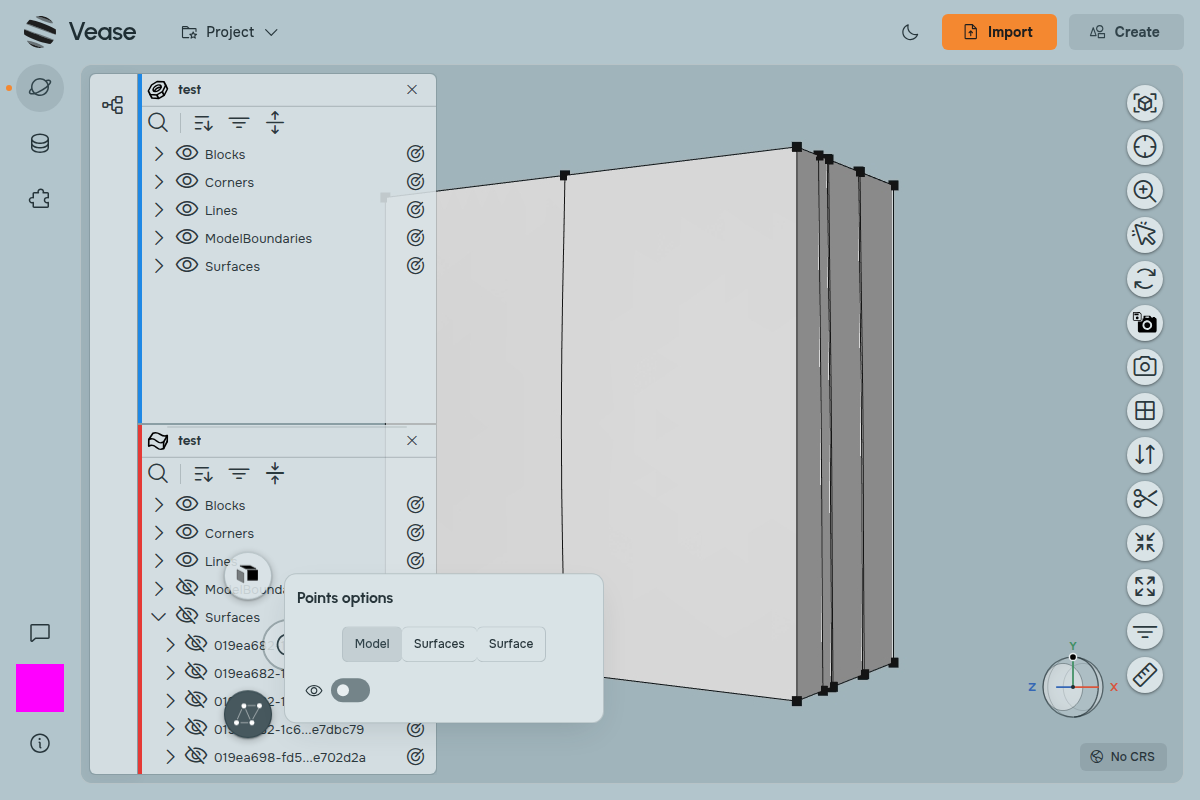 Vease
Project
Import
Create
test
Blocks
Corners
Lines
ModelBoundaries
Surfaces
test
Blocks
Corners
Lines
Surfaces
Points options
Model
Surfaces
Surface
019ea698-fd5...e702d2a
Y
Z
X
No CRS